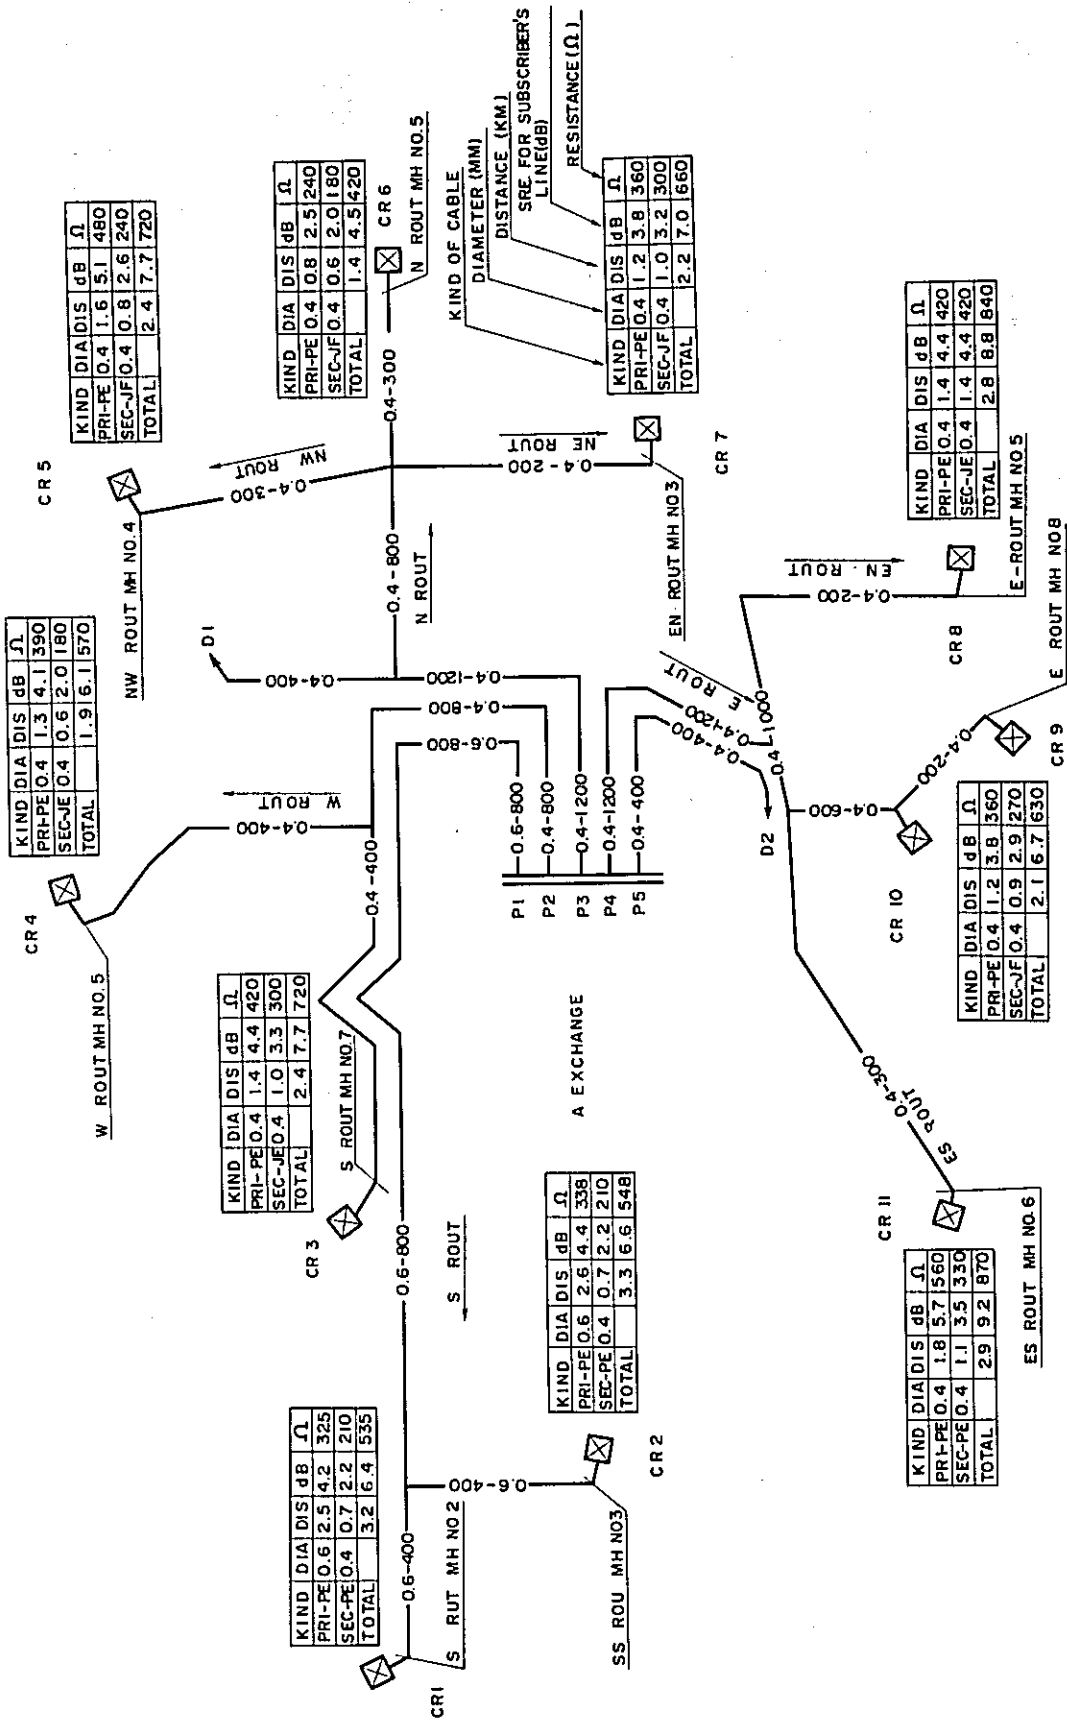 CR 5
KIND DIA DIS dB Ω
PRI-PE 0.4 1.6 5.1 480
SEC-JF 0.4 0.8 2.6 240
TOTAL 2.4 7.7 720
NW ROUT MH NO.4
0.4-300
NW ROUT
KIND DIA DIS dB Ω
PRI-PE 0.4 0.8 2.5 240
SEC-JF 0.4 0.6 2.0 180
TOTAL 1.4 4.5 420
CR 6
N ROUT MH NO.5
0.4-300
KIND OF CABLE
DIAMETER (MM)
DISTANCE (KM)
SRE. FOR SUBSCRIBER'S
LINE(dB)
RESISTANCE(Ω)
KIND DIA DIS dB Ω
PRI-PE 0.4 1.2 3.8 360
SEC-JF 0.4 1.0 3.2 300
TOTAL 2.2 7.0 660
NE ROUT
0.4-200
CR 7
EN ROUT MH NO3
0.4-800
N ROUT
D1
0.4-400
0.4-1200
0.4-800
0.6-800
CR 4
KIND DIA DIS dB Ω
PRI-PE 0.4 1.3 4.1 390
SEC-JE 0.4 0.6 2.0 180
TOTAL 1.9 6.1 570
W ROUT MH NO.5
W ROUT
0.4-400
0.4-400
KIND DIA DIS dB Ω
PRI-PE 0.4 1.4 4.4 420
SEC-JE 0.4 1.0 3.3 300
TOTAL 2.4 7.7 720
CR 3
S ROUT MH NO.7
P1 0.6-800
P2 0.4-800
P3 0.4-1200
P4 0.4-1200
P5 0.4-400
A EXCHANGE
0.6-800
S ROUT
KIND DIA DIS dB Ω
PRI-PE 0.6 2.5 4.2 325
SEC-PE 0.4 0.7 2.2 210
TOTAL 3.2 6.4 535
CR1
0.6-400
S RUT MH NO2
0.6-400
KIND DIA DIS dB Ω
PRI-PE 0.6 2.6 4.4 338
SEC-PE 0.4 0.7 2.2 210
TOTAL 3.3 6.6 548
CR 2
SS ROU MH NO3
E ROUT
0.4-1200
0.4-400
D2
0.4-1000
EN. ROUT
0.4-200
KIND DIA DIS dB Ω
PRI-PE 0.4 1.4 4.4 420
SEC-JE 0.4 1.4 4.4 420
TOTAL 2.8 8.8 840
CR 8
E-ROUT MH NO 5
0.4-600
0.4-200
E ROUT MH NO8
CR 9
CR 10
KIND DIA DIS dB Ω
PRI-PE 0.4 1.2 3.8 360
SEC-JF 0.4 0.9 2.9 270
TOTAL 2.1 6.7 630
0.4-300
ES ROUT
CR 11
KIND DIA DIS dB Ω
PRI-PE 0.4 1.8 5.7 560
SEC-PE 0.4 1.1 3.5 330
TOTAL 2.9 9.2 870
ES ROUT MH NO.6